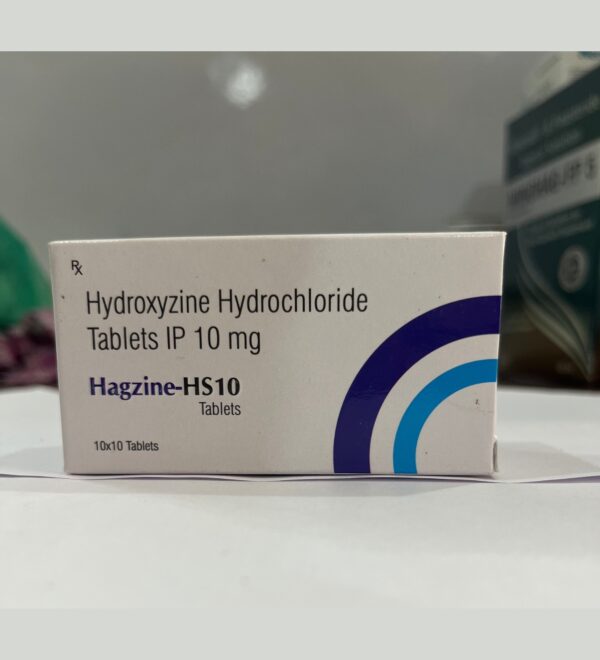 Rx
Hydroxyzine Hydrochloride
Tablets IP 10 mg
Hagzine-HS10
Tablets
10x10 Tablets